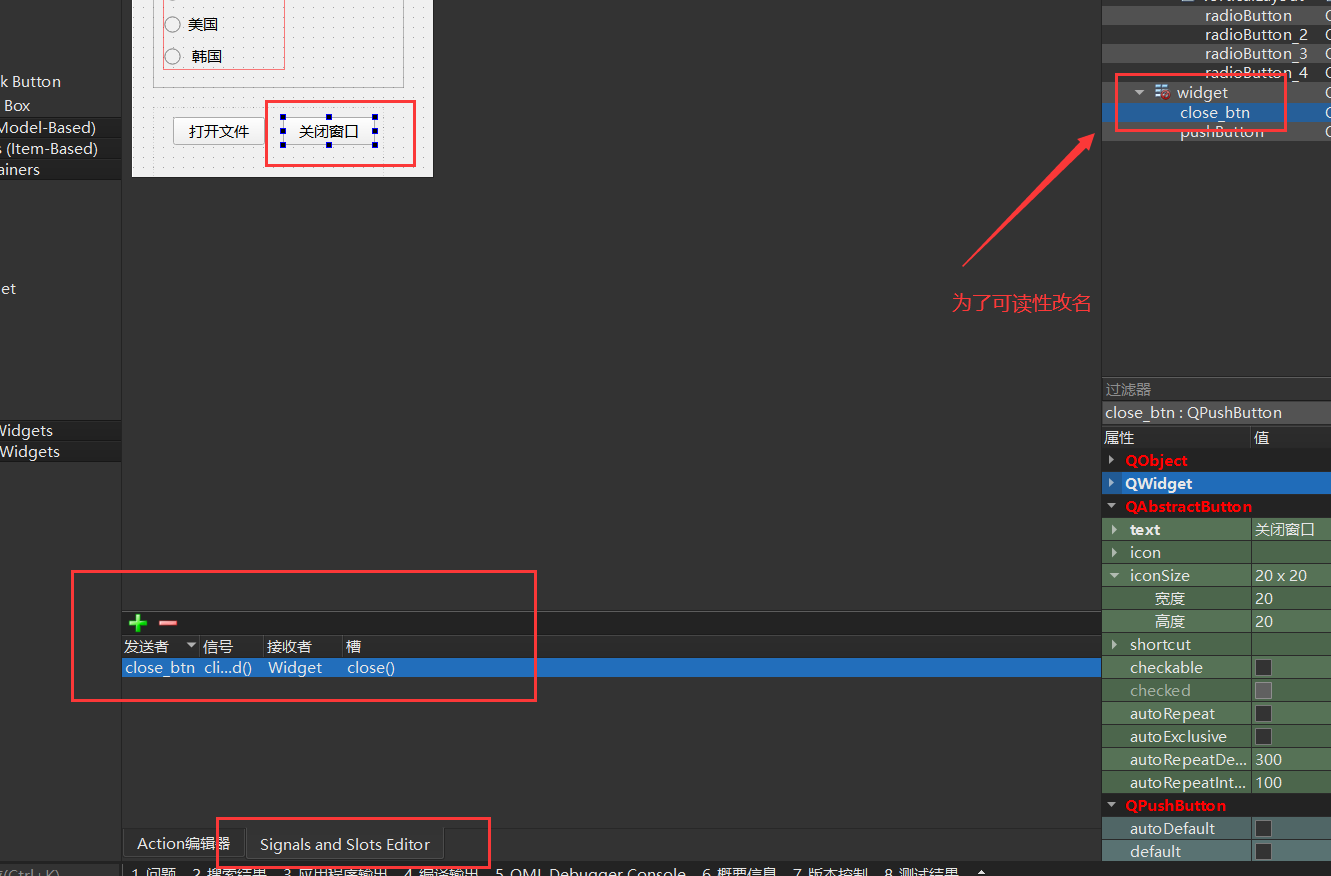 美国
韩国
打开文件
关闭窗口
k Button
Box
Model-Based)
s (Item-Based)
ainers
et
Widgets
Widgets
radioButton
radioButton_2
radioButton_3
radioButton_4
widget
close_btn
pushButton
为了可读性改名
过滤器
close_btn : QPushButton
属性 值
QObject
QWidget
QAbstractButton
text 关闭窗口
icon
iconSize 20 x 20
宽度 20
高度 20
shortcut
checkable
checked
autoRepeat
autoExclusive
autoRepeatDe... 300
autoRepeatInt... 100
QPushButton
autoDefault
default
发送者 信号 接收者 槽
close_btn cli...d() Widget close()
Action编辑器 Signals and Slots Editor
1 问题 2 搜索结果 3 应用程序输出 4 编译输出 5 QML Debugger Console 6 概要信息 7 版本控制 8 测试结果